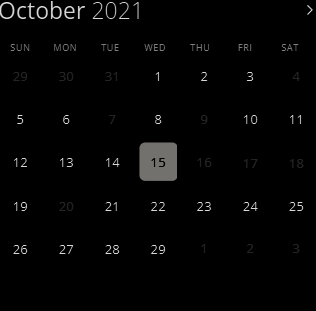 October 2021
SUN MON TUE WED THU FRI SAT
29 30 31 1 2 3 4
5 6 7 8 9 10 11
12 13 14 15 16 17 18
19 20 21 22 23 24 25
26 27 28 29 1 2 3